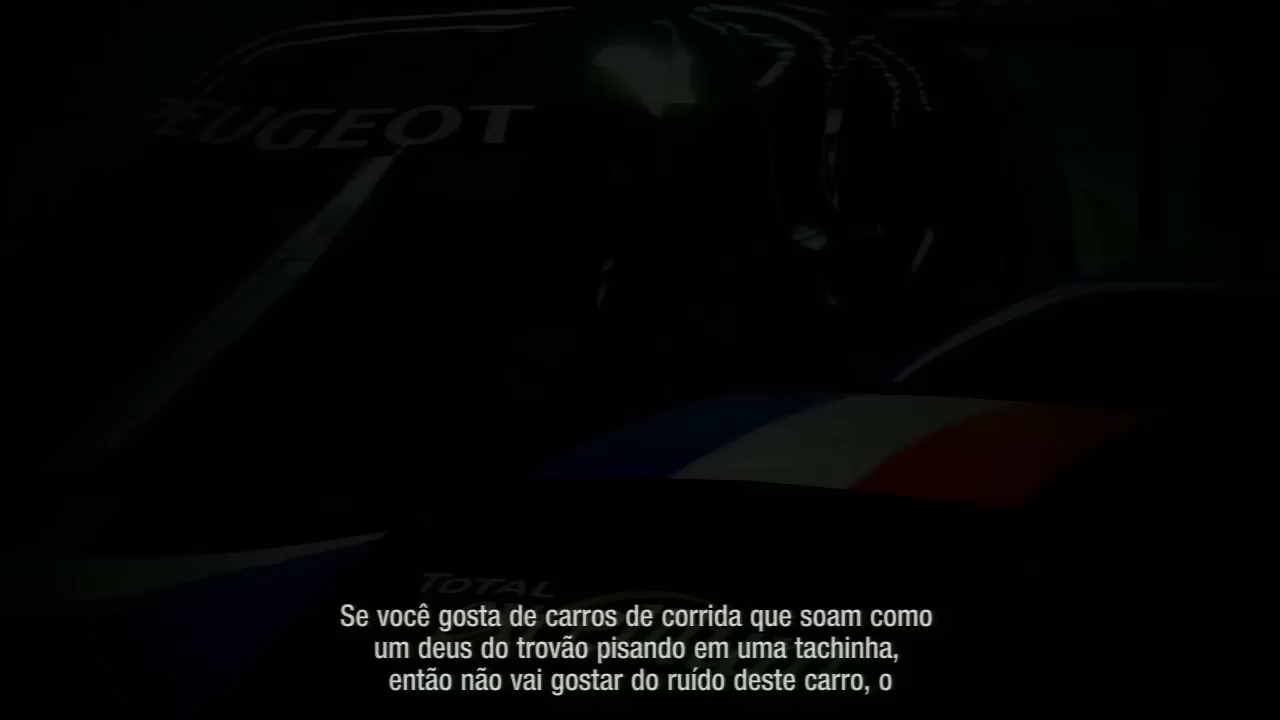 PEUGEOT
TOTAL
Se você gosta de carros de corrida que soam como
um deus do trovão pisando em uma tachinha,
então não vai gostar do ruído deste carro, o